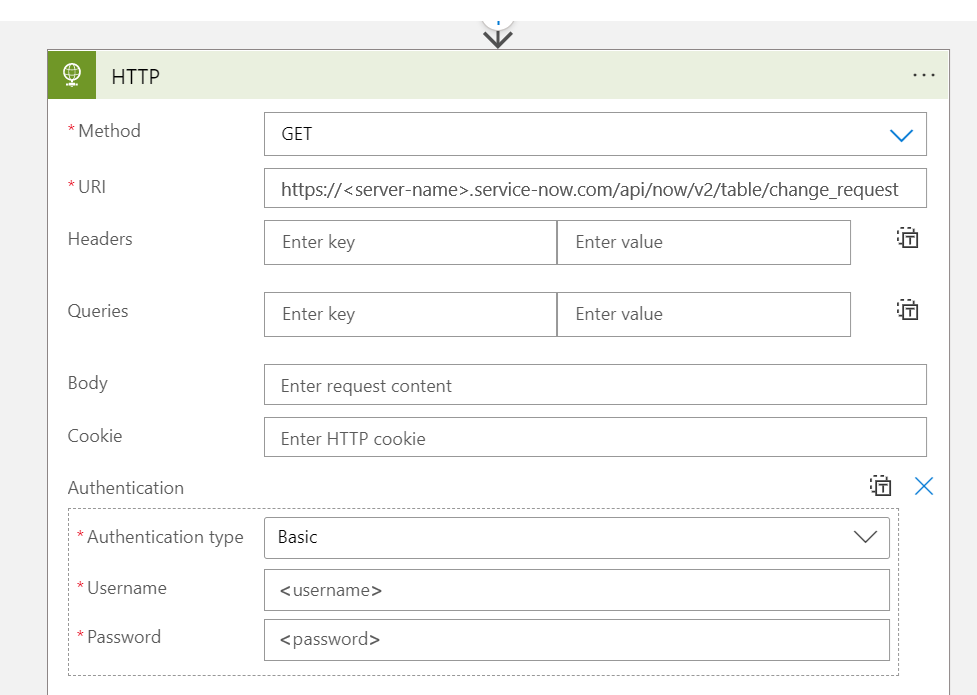 HTTP
* Method
GET
* URI
https://<server-name>.service-now.com/api/now/v2/table/change_request
Headers
Enter key
Enter value
Queries
Enter key
Enter value
Body
Enter request content
Cookie
Enter HTTP cookie
Authentication
* Authentication type
Basic
* Username
<username>
* Password
<password>